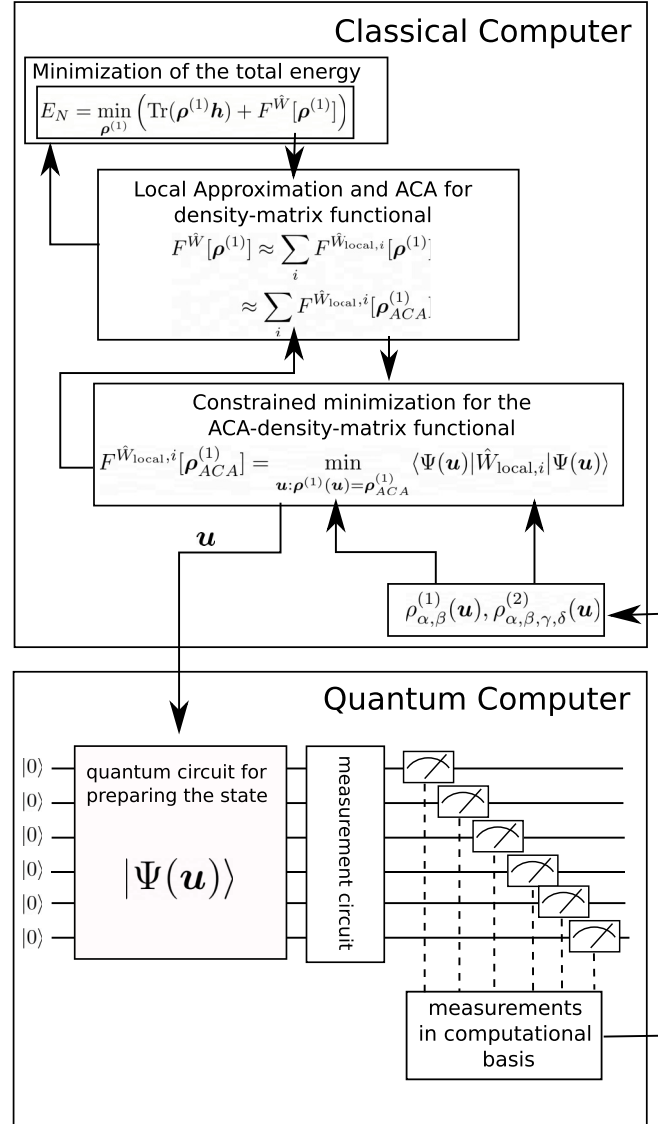 Classical Computer
Minimization of the total energy
E_N = min_{ρ^{(1)}} (Tr(ρ^{(1)}h) + F^{Ŵ}[ρ^{(1)}])
Local Approximation and ACA for
density-matrix functional
F^{Ŵ}[ρ^{(1)}] ≈ ∑_i F^{Ŵ_{local},i}[ρ^{(1)}]
≈ ∑_i F^{Ŵ_{local},i}[ρ^{(1)}_{ACA}]
Constrained minimization for the
ACA-density-matrix functional
F^{Ŵ_{local},i}[ρ^{(1)}_{ACA}] = min_{u:ρ^{(1)}(u)=ρ^{(1)}_{ACA}} ⟨Ψ(u)|Ŵ_{local,i}|Ψ(u)⟩
u
ρ^{(1)}_{α,β}(u), ρ^{(2)}_{α,β,γ,δ}(u)
Quantum Computer
|0⟩
|0⟩
|0⟩
|0⟩
|0⟩
|0⟩
quantum circuit for
preparing the state
|Ψ(u)⟩
measurement circuit
measurements
in computational
basis